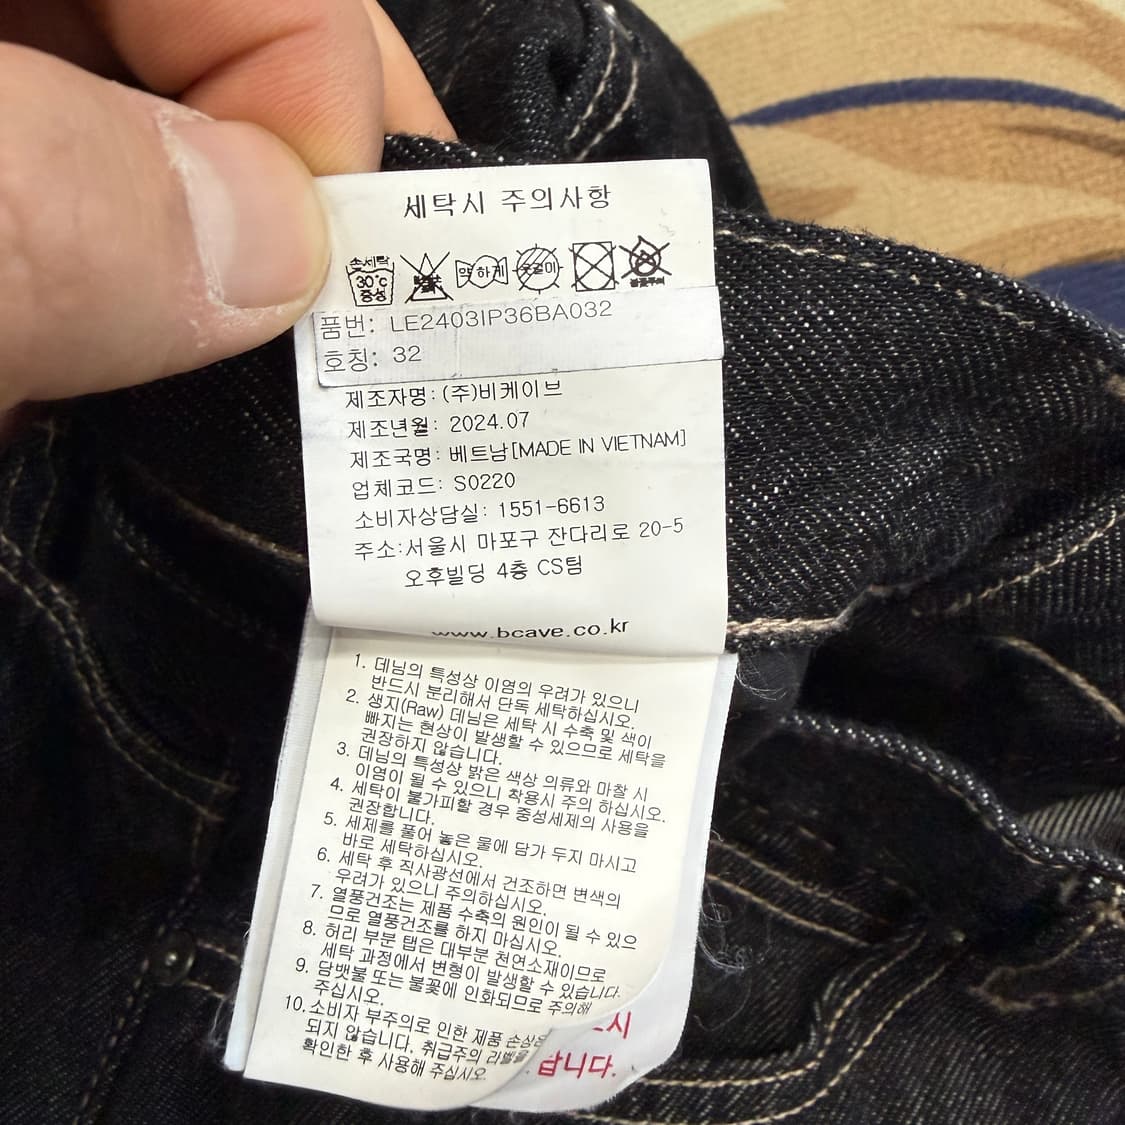 세탁시 주의사항
손세탁
30℃
중성
약하게
품번: LE2403IP36BA032
호칭: 32
제조자명: (주)비케이브
제조년월: 2024.07
제조국명: 베트남[MADE IN VIETNAM]
업체코드: S0220
소비자상담실: 1551-6613
주소:서울시 마포구 잔다리로 20-5
오후빌딩 4층 CS팀
www.bcave.co.kr
1. 데님의 특성상 이염의 우려가 있으니
반드시 분리해서 단독 세탁하십시오.
2. 생지(Raw) 데님은 세탁 시 수축 및 색이
빠지는 현상이 발생할 수 있으므로 세탁을
권장하지 않습니다.
3. 데님의 특성상 밝은 색상 의류와 마찰 시
이염이 될 수 있으니 착용시 주의 하십시오.
4. 세탁이 불가피할 경우 중성세제의 사용을
권장합니다.
5. 세제를 풀어 놓은 물에 담가 두지 마시고
바로 세탁하십시오.
6. 세탁 후 직사광선에서 건조하면 변색의
우려가 있으니 주의하십시오.
7. 열풍건조는 제품 수축의 원인이 될 수 있으
므로 열풍건조를 하지 마십시오.
8. 허리 부분 탭은 대부분 천연소재이므로
세탁 과정에서 변형이 발생할 수 있습니다.
9. 담뱃불 또는 불꽃에 인화되므로 주의해
주십시오.
10.소비자 부주의로 인한 제품 손상은
되지 않습니다. 취급주의 라벨을
확인한 후 사용해 주십시오.
시
합니다.